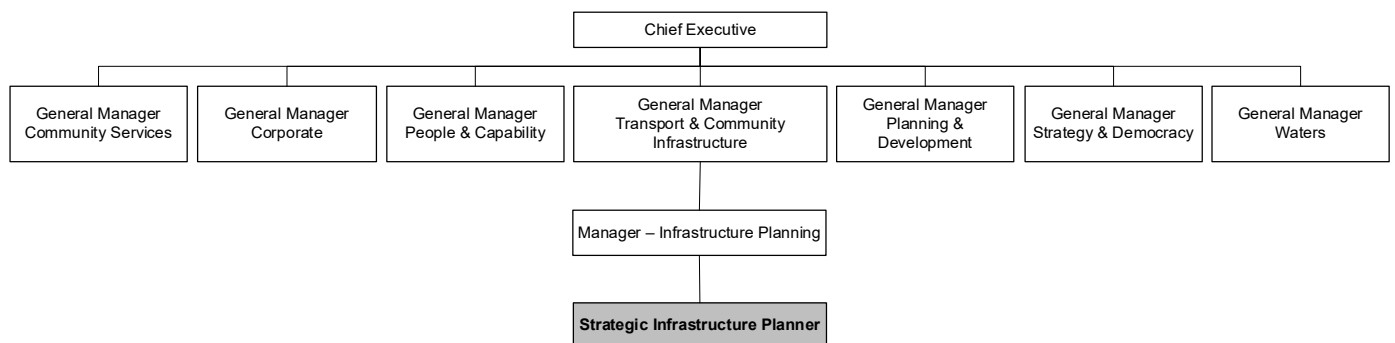 Chief Executive
General Manager
Community Services
General Manager
Corporate
General Manager
People & Capability
General Manager
Transport & Community
Infrastructure
General Manager
Planning &
Development
General Manager
Strategy & Democracy
General Manager
Waters
Manager – Infrastructure Planning
Strategic Infrastructure Planner